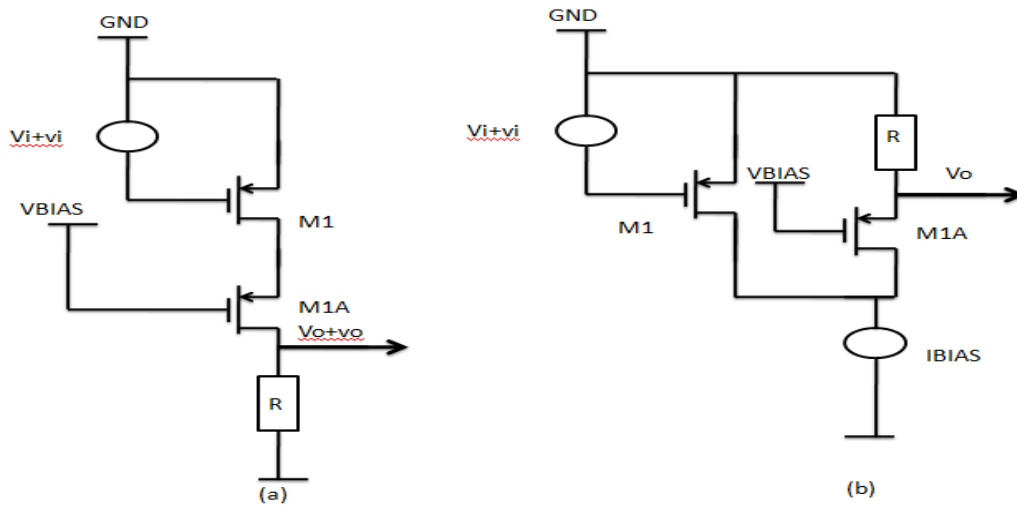 GND
Vi+vi
VBIAS
M1
M1A
Vo+vo
R
(a)
GND
Vi+vi
R
VBIAS
Vo
M1
M1A
IBIAS
(b)